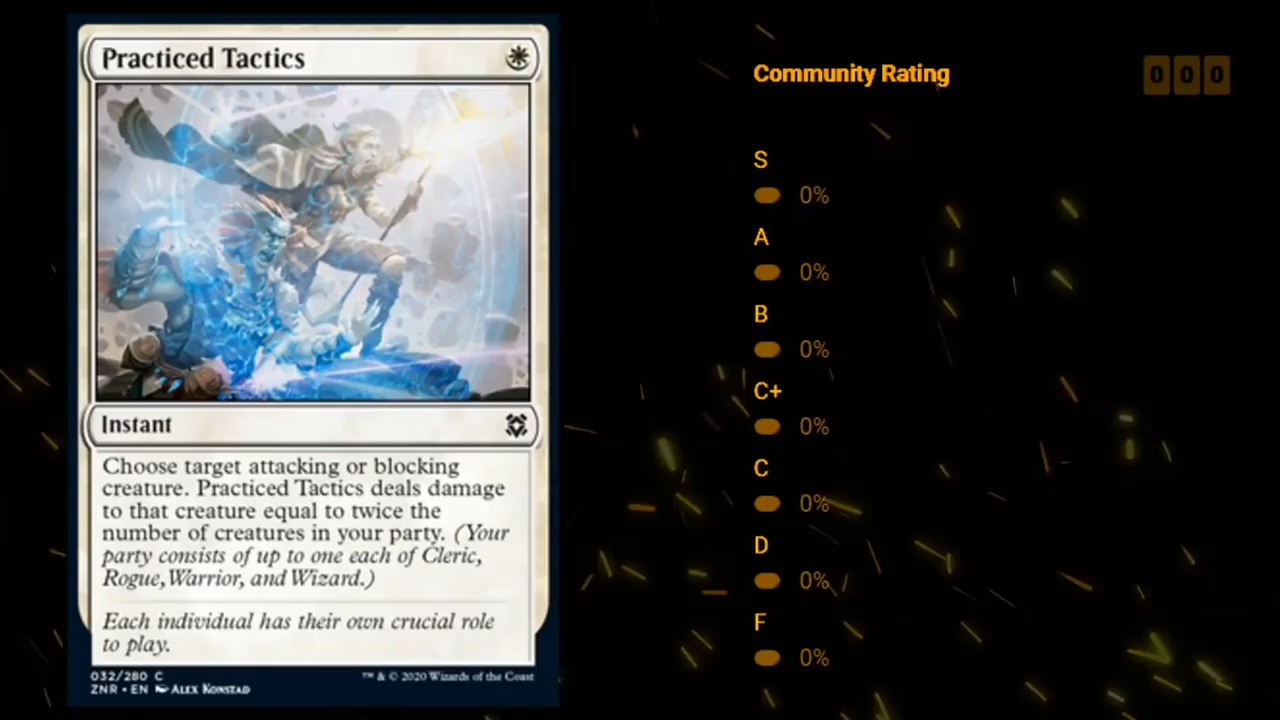 Practiced Tactics
Instant
Choose target attacking or blocking
creature. Practiced Tactics deals damage
to that creature equal to twice the
number of creatures in your party. (Your
party consists of up to one each of Cleric,
Rogue, Warrior, and Wizard.)
Each individual has their own crucial role
to play.
032/280 C
ZNR • EN ALEX KONSTAD
™ & © 2020 Wizards of the Coast
Community Rating
000
S
0%
A
0%
B
0%
C+
0%
C
0%
D
0%
F
0%